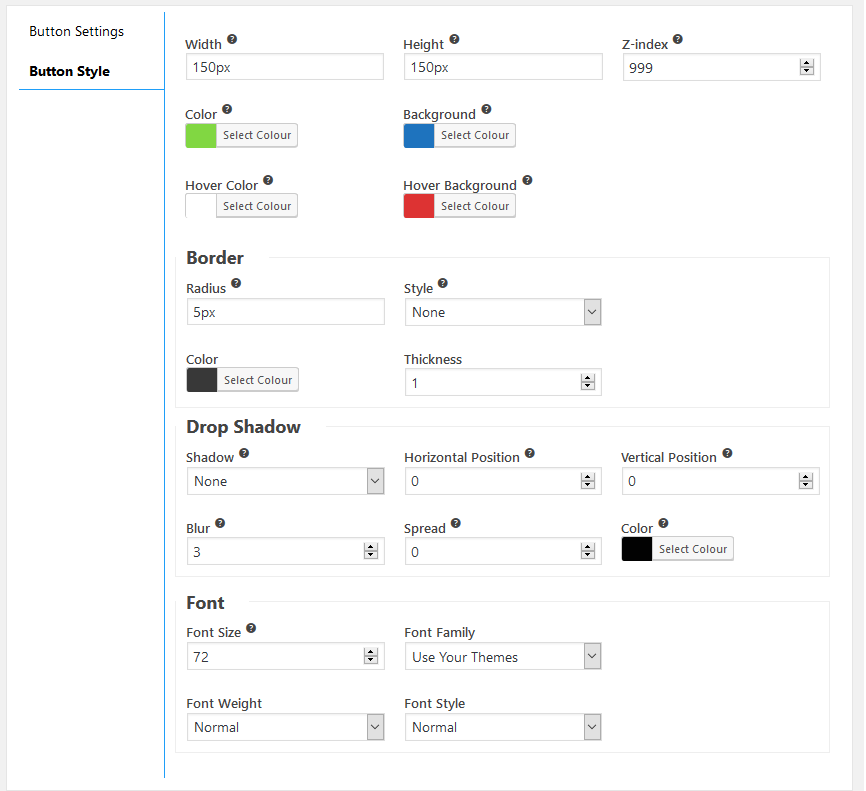 Button Settings
Button Style
Width ? Height ? Z-index ?
150px 150px 999
Color ? Background ?
Select Colour Select Colour
Hover Color ? Hover Background ?
Select Colour Select Colour
Border
Radius ? Style ?
5px None
Color Thickness
Select Colour 1
Drop Shadow
Shadow ? Horizontal Position ? Vertical Position ?
None 0 0
Blur ? Spread ? Color ?
3 0 Select Colour
Font
Font Size ? Font Family
72 Use Your Themes
Font Weight Font Style
Normal Normal